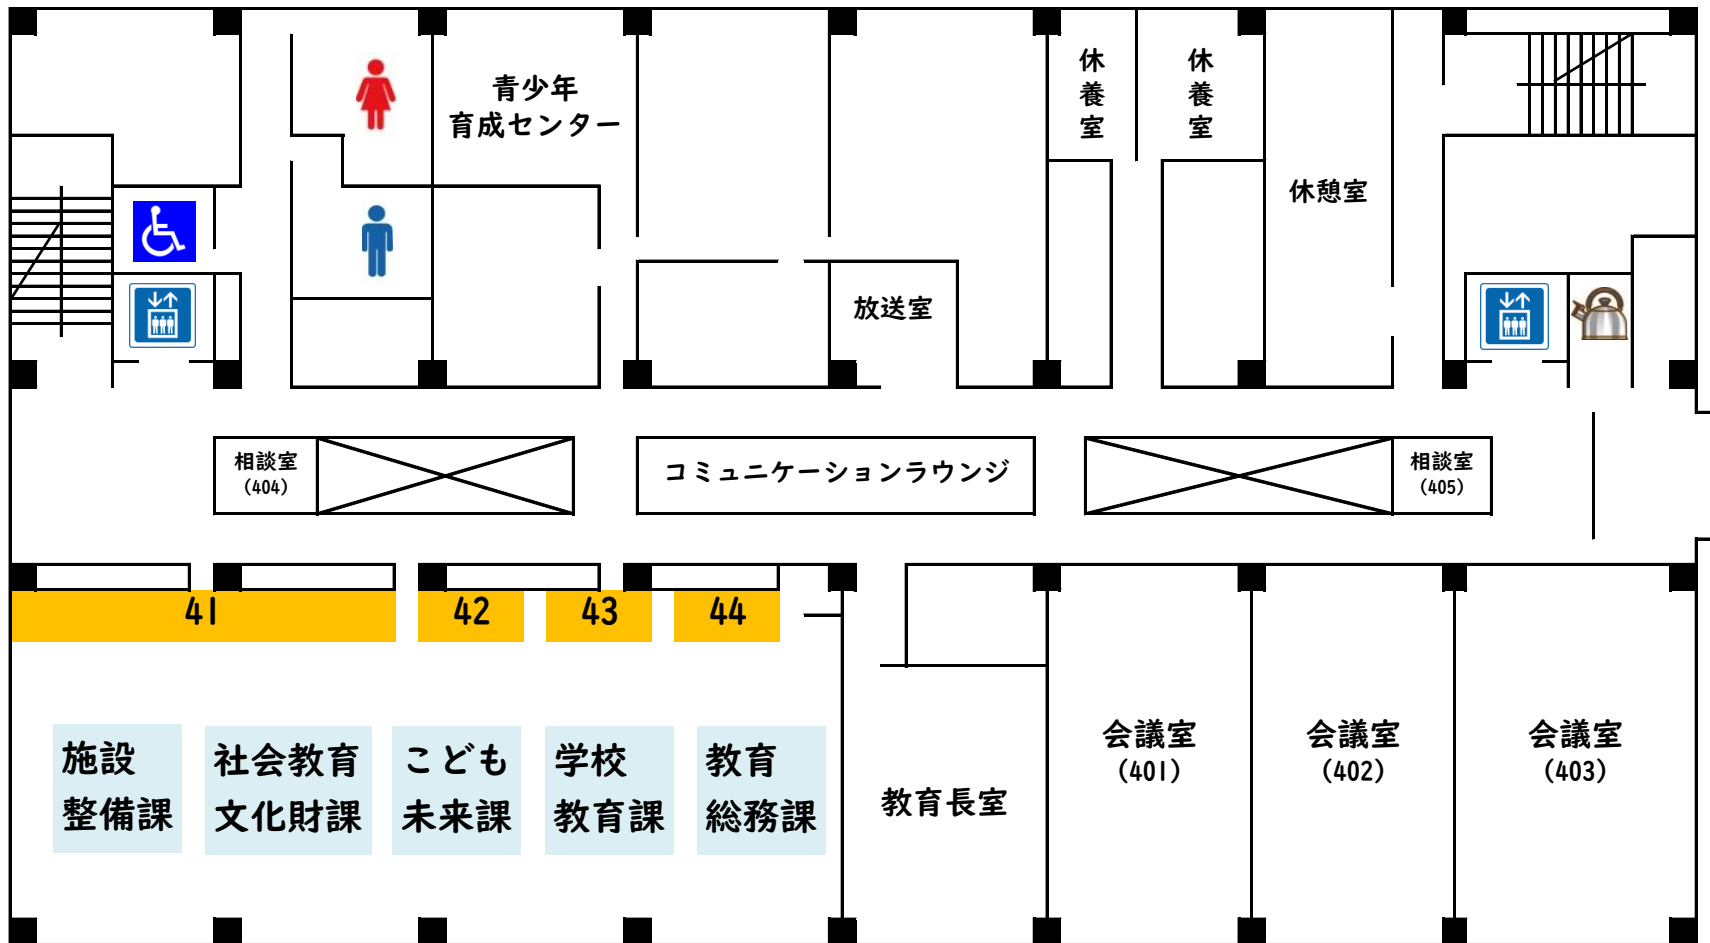 青少年
育成センター
休養室
休養室
休憩室
放送室
相談室
(404)
コミュニケーションラウンジ
相談室
(405)
41
42
43
44
施設
整備課
社会教育
文化財課
こども
未来課
学校
教育課
教育
総務課
教育長室
会議室
(401)
会議室
(402)
会議室
(403)